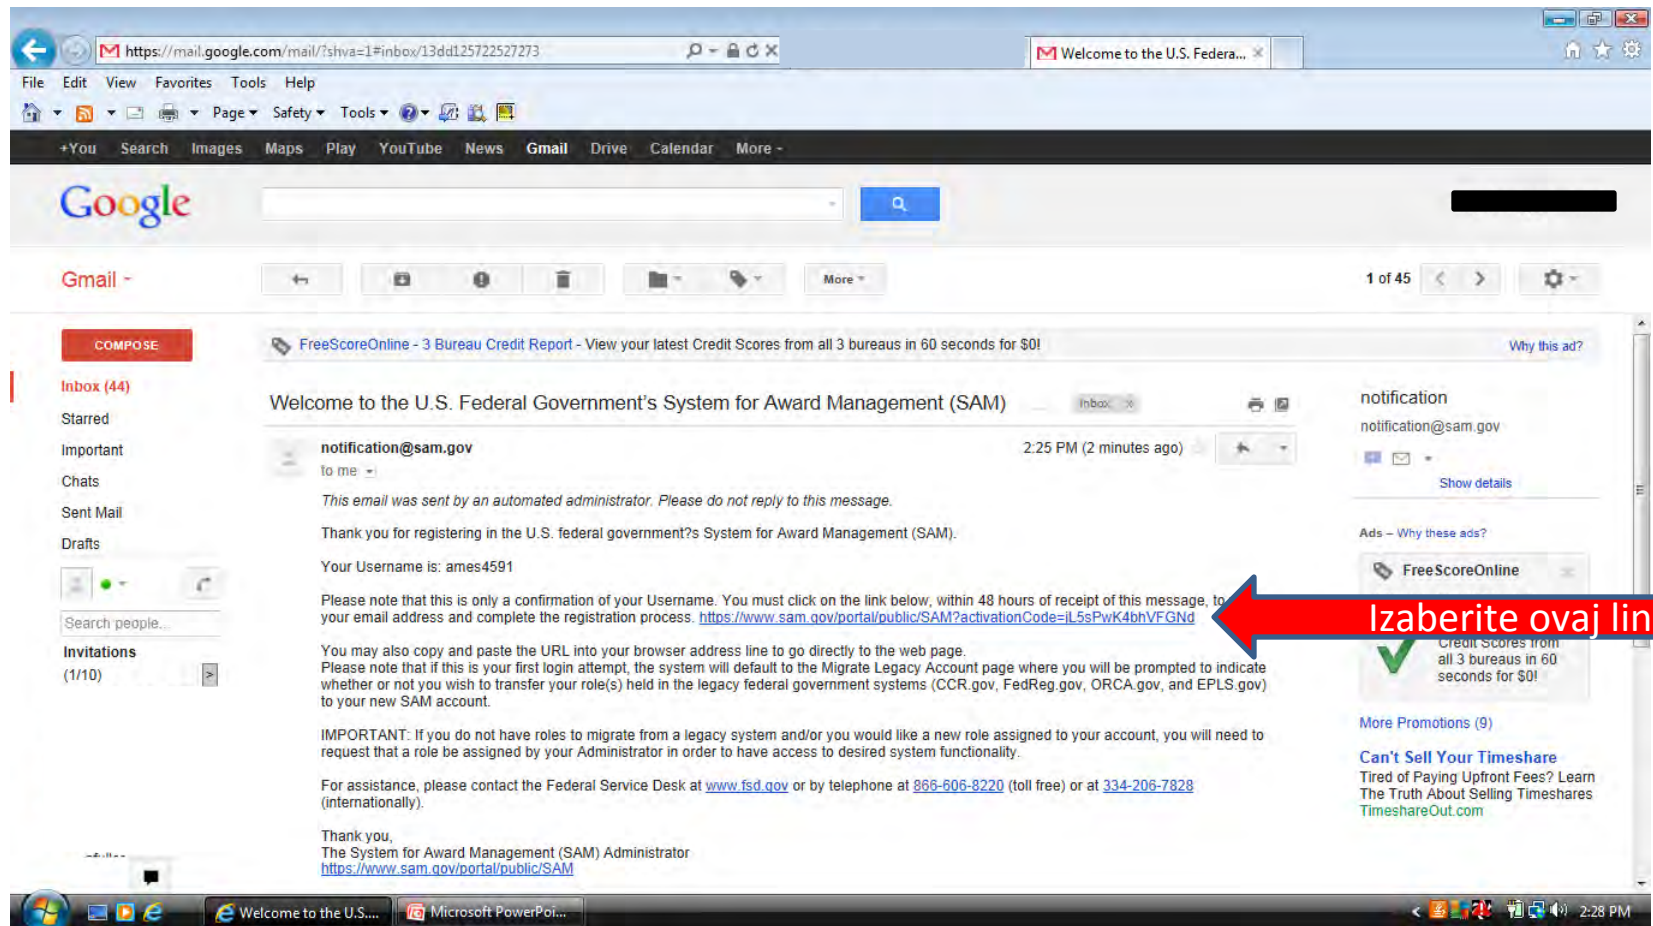 https://mail.google.com/mail/?shva=1#inbox/13dd125722527273
Welcome to the U.S. Federa...
File Edit View Favorites Tools Help
Page Safety Tools
+You Search Images Maps Play YouTube News Gmail Drive Calendar More
Google
Gmail
More
1 of 45
COMPOSE
FreeScoreOnline - 3 Bureau Credit Report - View your latest Credit Scores from all 3 bureaus in 60 seconds for $0!
Why this ad?
Inbox (44)
Starred
Important
Chats
Sent Mail
Drafts
Search people...
Invitations
(1/10)
Welcome to the U.S. Federal Government's System for Award Management (SAM)
Inbox x
notification@sam.gov
2:25 PM (2 minutes ago)
to me
This email was sent by an automated administrator. Please do not reply to this message.
Thank you for registering in the U.S. federal government?s System for Award Management (SAM).
Your Username is: ames4591
Please note that this is only a confirmation of your Username. You must click on the link below, within 48 hours of receipt of this message, to
your email address and complete the registration process. https://www.sam.gov/portal/public/SAM?activationCode=jL5sPwK4bhVFGNd
Izaberite ovaj lin
You may also copy and paste the URL into your browser address line to go directly to the web page.
Please note that if this is your first login attempt, the system will default to the Migrate Legacy Account page where you will be prompted to indicate
whether or not you wish to transfer your role(s) held in the legacy federal government systems (CCR.gov, FedReg.gov, ORCA.gov, and EPLS.gov)
to your new SAM account.
IMPORTANT: If you do not have roles to migrate from a legacy system and/or you would like a new role assigned to your account, you will need to
request that a role be assigned by your Administrator in order to have access to desired system functionality.
For assistance, please contact the Federal Service Desk at www.fsd.gov or by telephone at 866-606-8220 (toll free) or at 334-206-7828
(internationally).
Thank you,
The System for Award Management (SAM) Administrator
https://www.sam.gov/portal/public/SAM
notification
notification@sam.gov
Show details
Ads – Why these ads?
FreeScoreOnline
Credit Scores from
all 3 bureaus in 60
seconds for $0!
More Promotions (9)
Can't Sell Your Timeshare
Tired of Paying Upfront Fees? Learn
The Truth About Selling Timeshares
TimeshareOut.com
Welcome to the U.S....
Microsoft PowerPoi...
2:28 PM